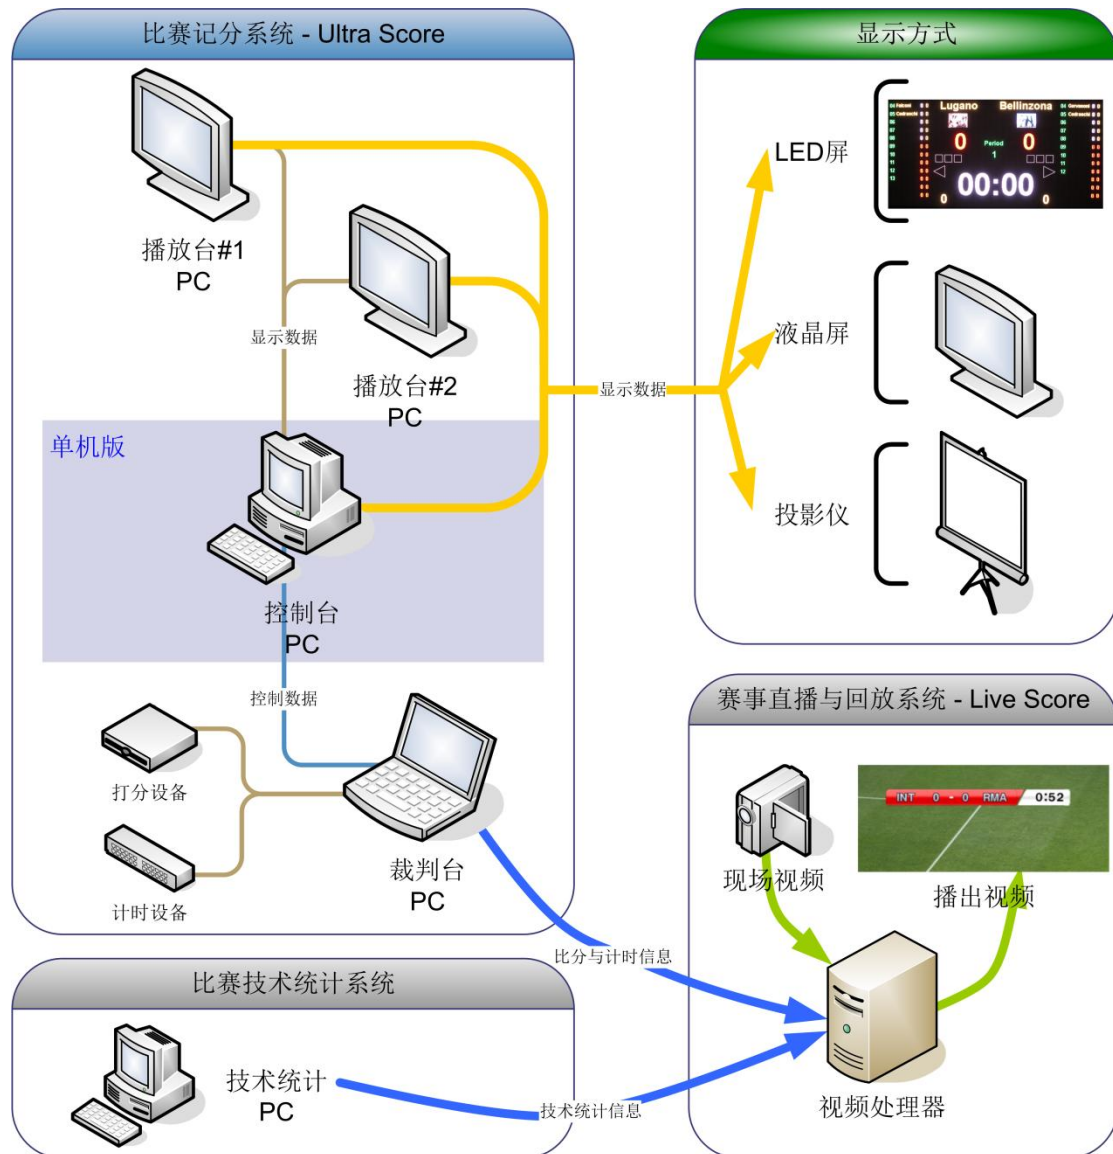 比赛记分系统 - Ultra Score
播放台#1
PC
显示数据
播放台#2
PC
单机版
控制台
PC
控制数据
打分设备
计时设备
裁判台
PC
显示数据
显示方式
LED屏
Lugano
Bellinzona
0
0
Period
1
00:00
0
0
液晶屏
投影仪
比分与计时信息
比赛技术统计系统
技术统计
PC
技术统计信息
赛事直播与回放系统 - Live Score
现场视频
INT 0 - 0 RMA 0:52
播出视频
视频处理器